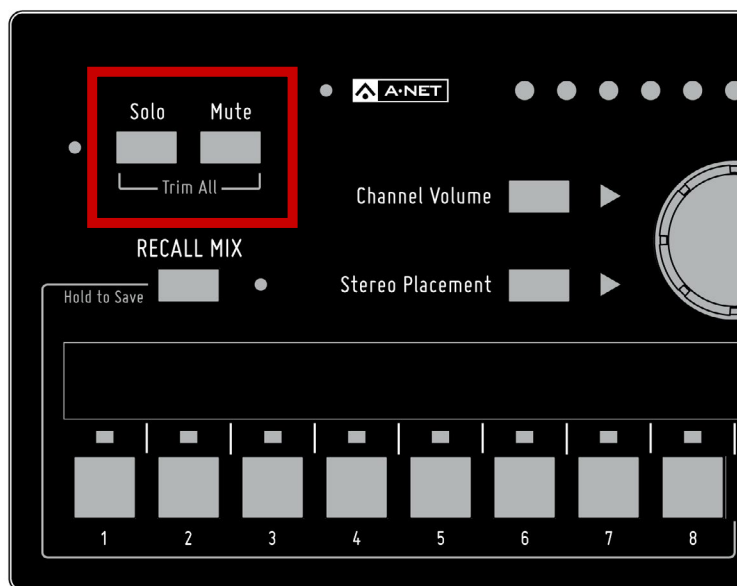 A·NET
Solo Mute
Trim All
Channel Volume
RECALL MIX
Stereo Placement
Hold to Save
1 2 3 4 5 6 7 8